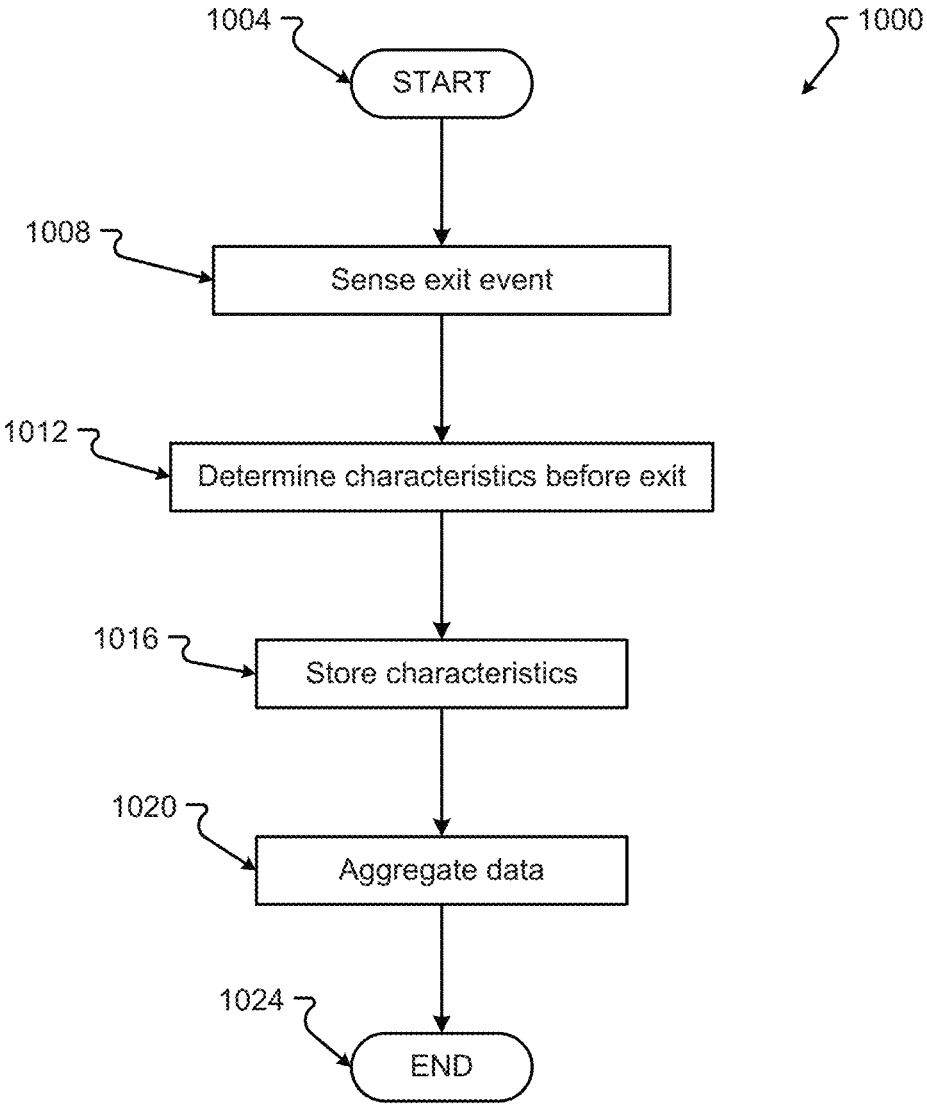 1004
1000
START
1008
Sense exit event
1012
Determine characteristics before exit
1016
Store characteristics
1020
Aggregate data
1024
END